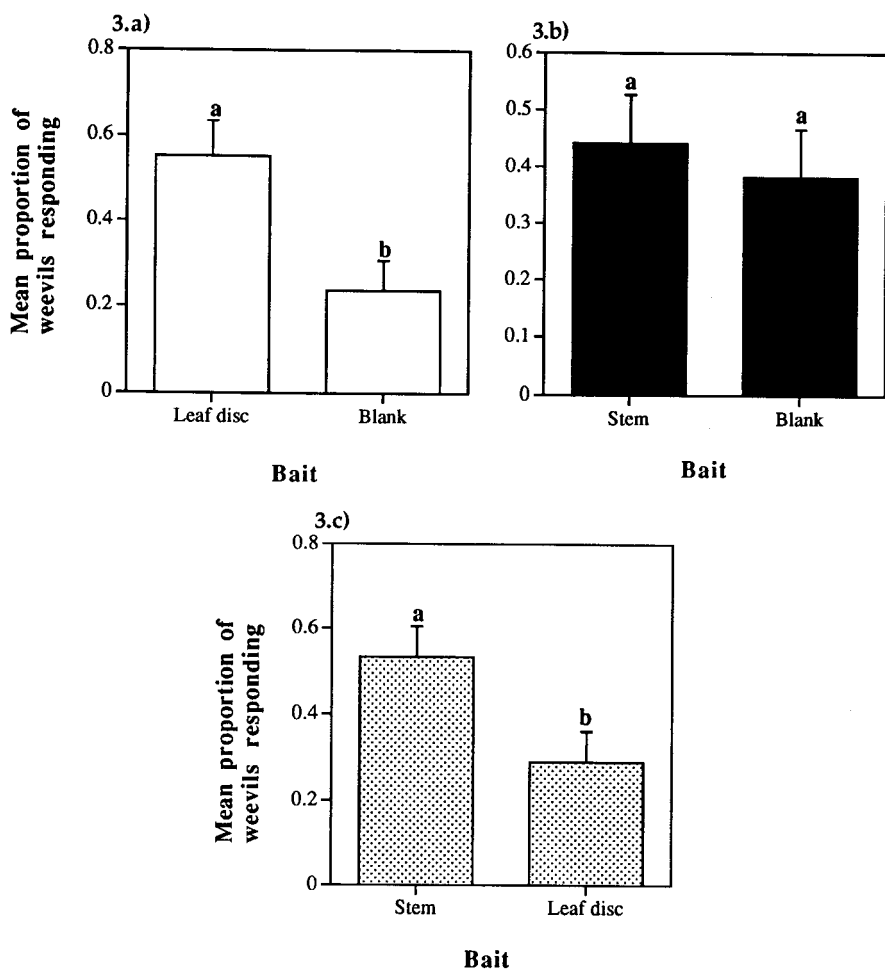 3.a)
Mean proportion of
weevils responding
0.8
0.6
0.4
0.2
0
a
b
Leaf disc
Blank
Bait
3.b)
0.6
0.5
0.4
0.3
0.2
0.1
0
a
a
Stem
Blank
Bait
3.c)
Mean proportion of
weevils responding
0.8
0.6
0.4
0.2
0
a
b
Stem
Leaf disc
Bait